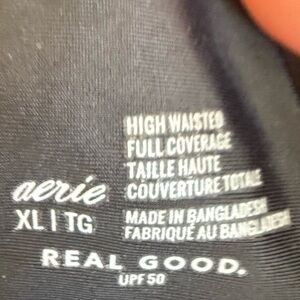 HIGH WAISTED
FULL COVERAGE
TAILLE HAUTE
COUVERTURE TOTALE
aerie
XL | TG
MADE IN BANGLADESH
FABRIQUÉ AU BANGLADESH
REAL GOOD.
UPF 50